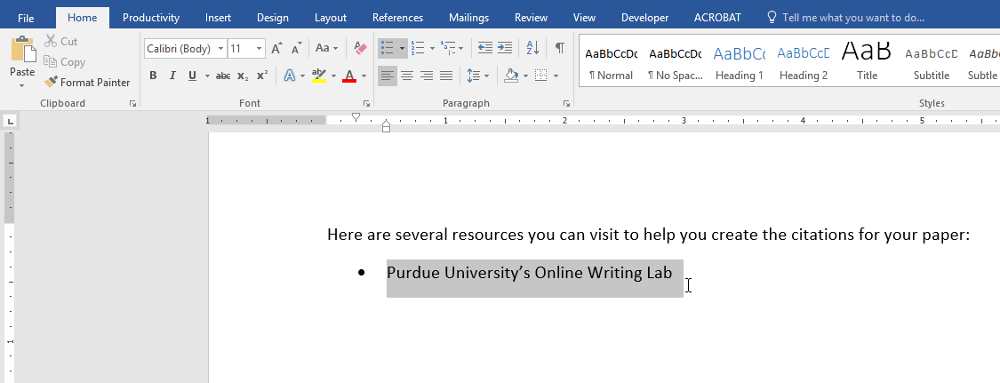 File Home Productivity Insert Design Layout References Mailings Review View Developer ACROBAT Tell me what you want to do...
Cut
Copy
Paste
Format Painter
Clipboard
Calibri (Body) 11 A A Aa A
B I U abc x₂ x² A A
Font
A Z ¶
Paragraph
AaBbCcDc AaBbCcDc AaBbCc AaBbCcD AaB AaBbCcD AaBb
¶ Normal ¶ No Spac... Heading 1 Heading 2 Title Subtitle Subtle
Styles
1 1 2 3 4 5
Here are several resources you can visit to help you create the citations for your paper:
• Purdue University’s Online Writing Lab
1